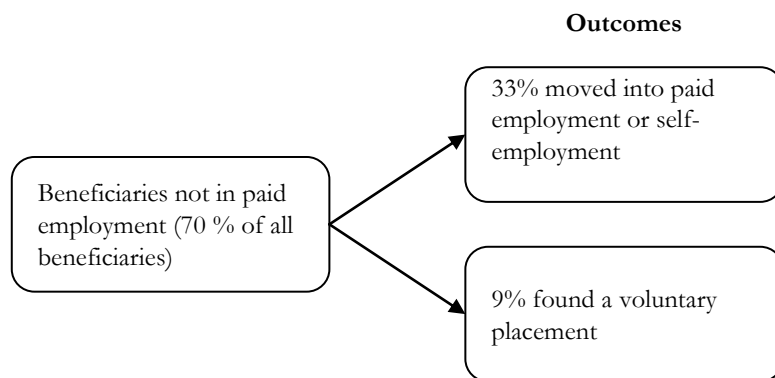 Outcomes
33% moved into paid
employment or self-
employment
Beneficiaries not in paid
employment (70 % of all
beneficiaries)
9% found a voluntary
placement